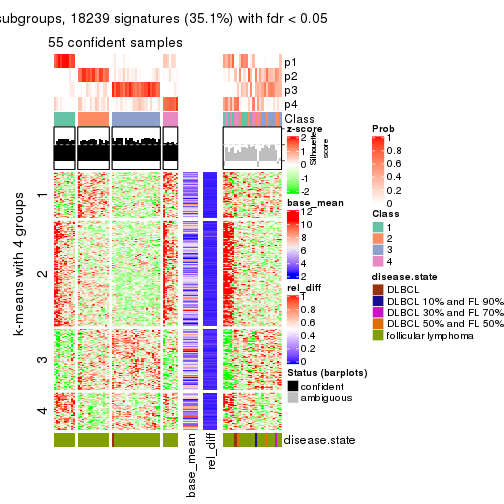 subgroups, 18239 signatures (35.1%) with fdr < 0.05
55 confident samples
p1
p2
p3
p4
Class
k-means with 4 groups
1
2
3
4
Silhouette
score
z-score
2
1
0
-1
-2
base_mean
12
10
8
6
4
2
rel_diff
1
0.8
0.6
0.4
0.2
0
Status (barplots)
confident
ambiguous
Prob
1
0.8
0.6
0.4
0.2
0
Class
1
2
3
4
disease.state
DLBCL
DLBCL 10% and FL 90%
DLBCL 30% and FL 70%
DLBCL 50% and FL 50%
follicular lymphoma
disease.state
base_mean
rel_diff